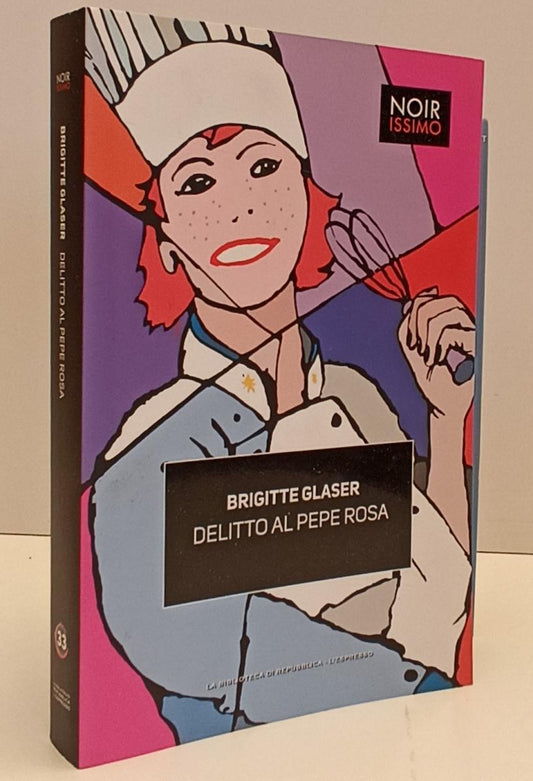 NOIR
ISSIMO
BRIGITTE GLASER
DELITTO AL PEPE ROSA
LA BIBLIOTECA DI REPUBBLICA - L'ESPRESSO
NOIR
ISSIMO
BRIGITTE GLASER DELITTO AL PEPE ROSA
33
T